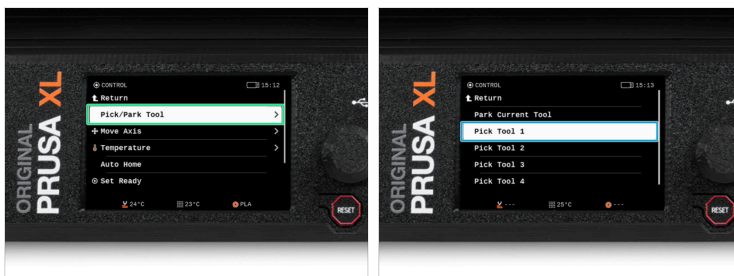 ORIGINAL
PRUSA XL
CONTROL
15:12
Return
Pick/Park Tool
Move Axis
Temperature
Auto Home
Set Ready
24°C
23°C
PLA
RESET
ORIGINAL
PRUSA XL
CONTROL
15:13
Return
Park Current Tool
Pick Tool 1
Pick Tool 2
Pick Tool 3
Pick Tool 4
---
25°C
---
RESET